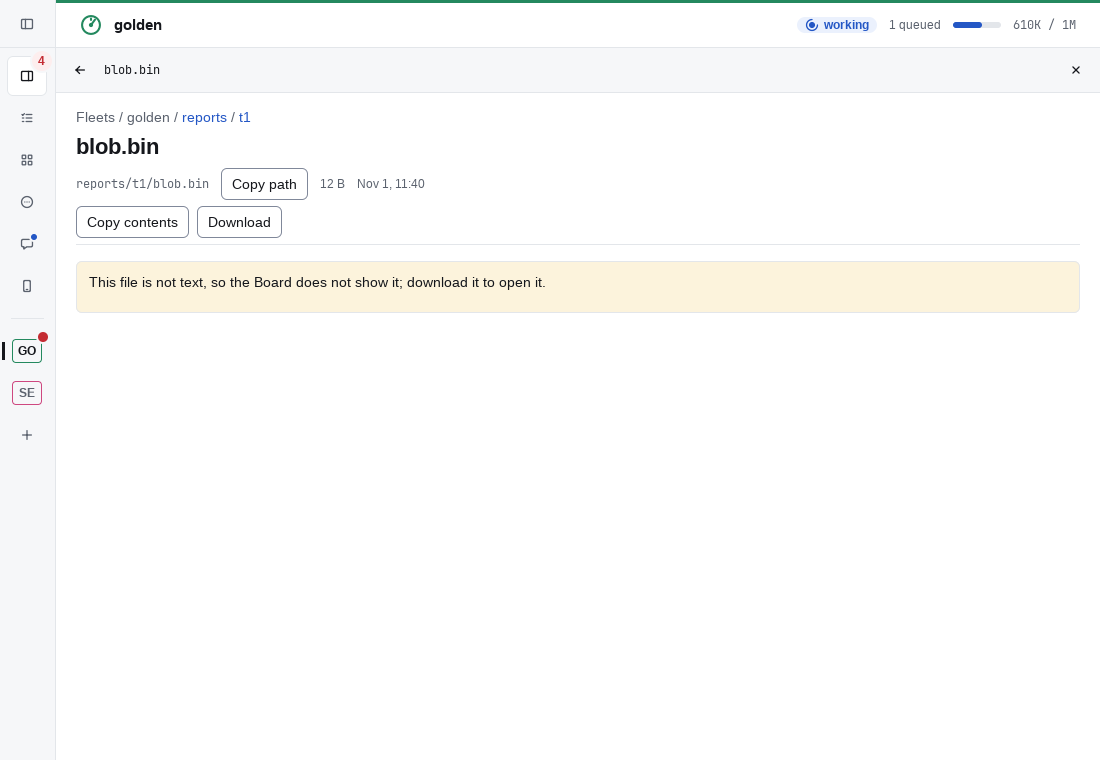 golden
working
1 queued
610K / 1M
4
blob.bin
Fleets / golden / reports / t1
blob.bin
reports/t1/blob.bin
Copy path
12 B
Nov 1, 11:40
Copy contents
Download
This file is not text, so the Board does not show it; download it to open it.
GO
SE